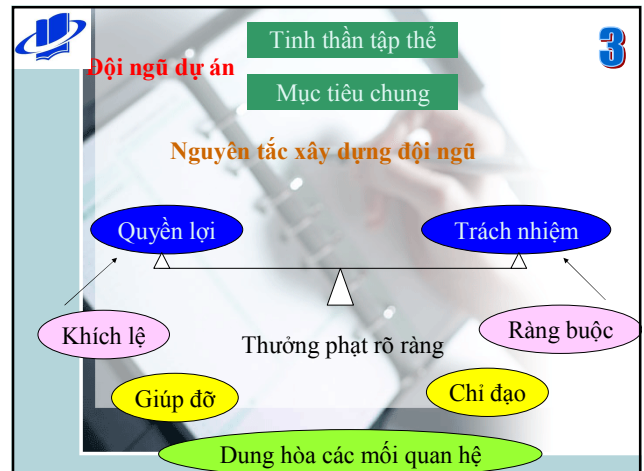 Tinh thần tập thể
3
Đội ngũ dự án
Mục tiêu chung
Nguyên tắc xây dựng đội ngũ
Quyền lợi
Trách nhiệm
Khích lệ
Thưởng phạt rõ ràng
Ràng buộc
Giúp đỡ
Chỉ đạo
Dung hòa các mối quan hệ